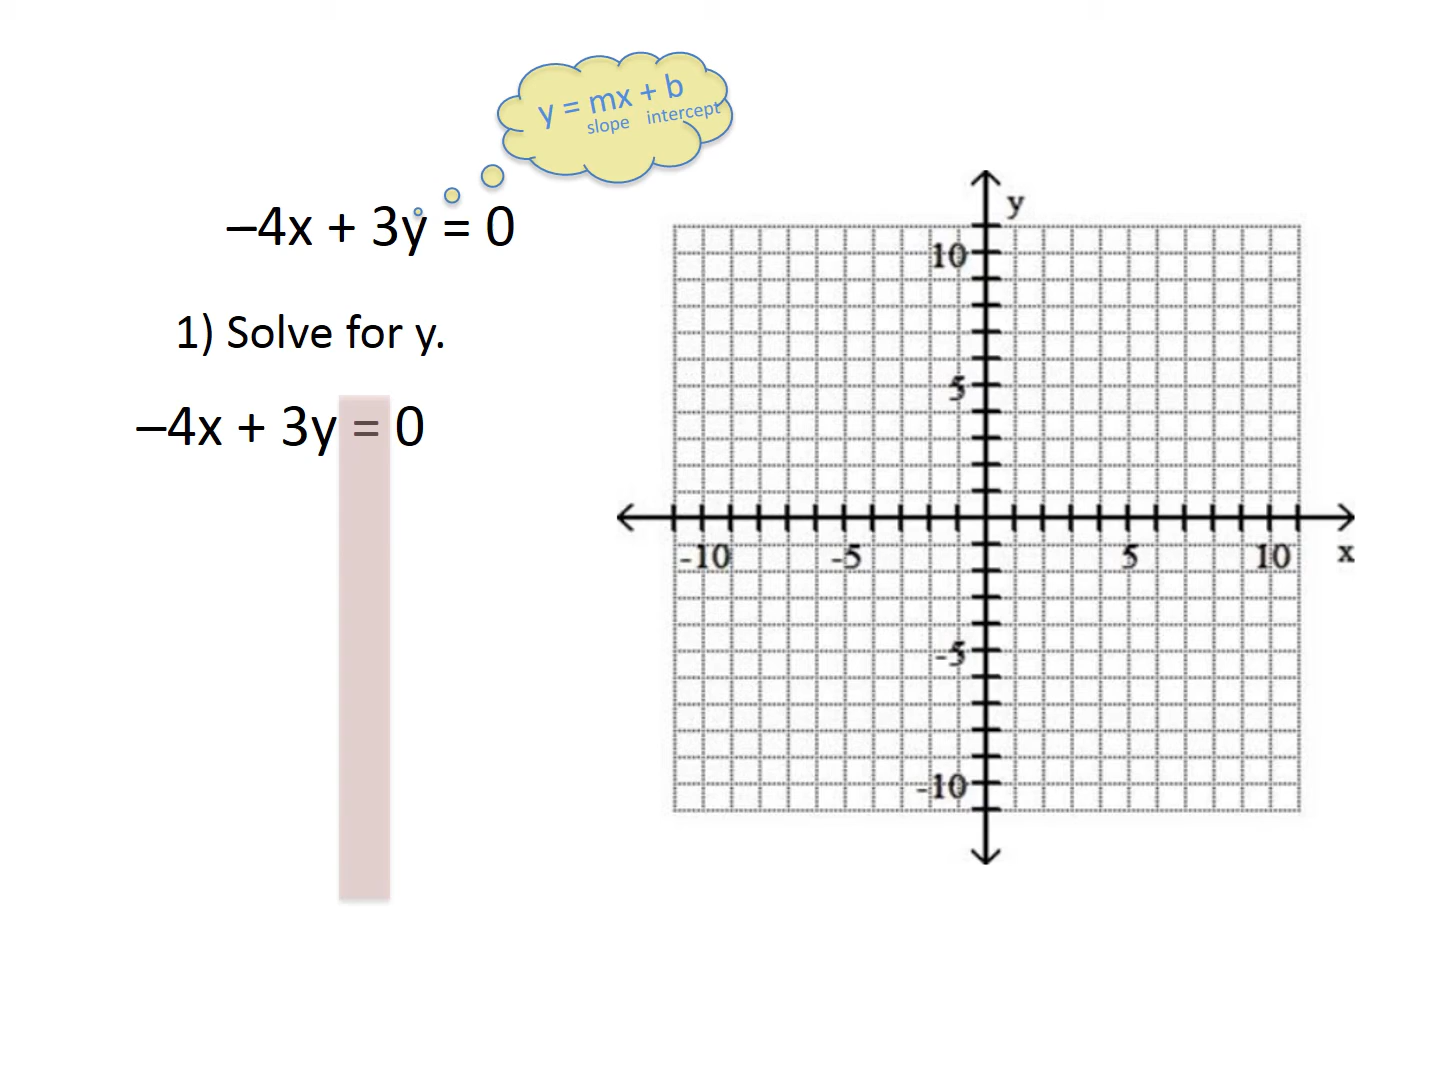 y = mx + b
slope intercept
–4x + 3y = 0
1) Solve for y.
–4x + 3y = 0
y
10
5
-10 -5 5 10 x
-5
-10